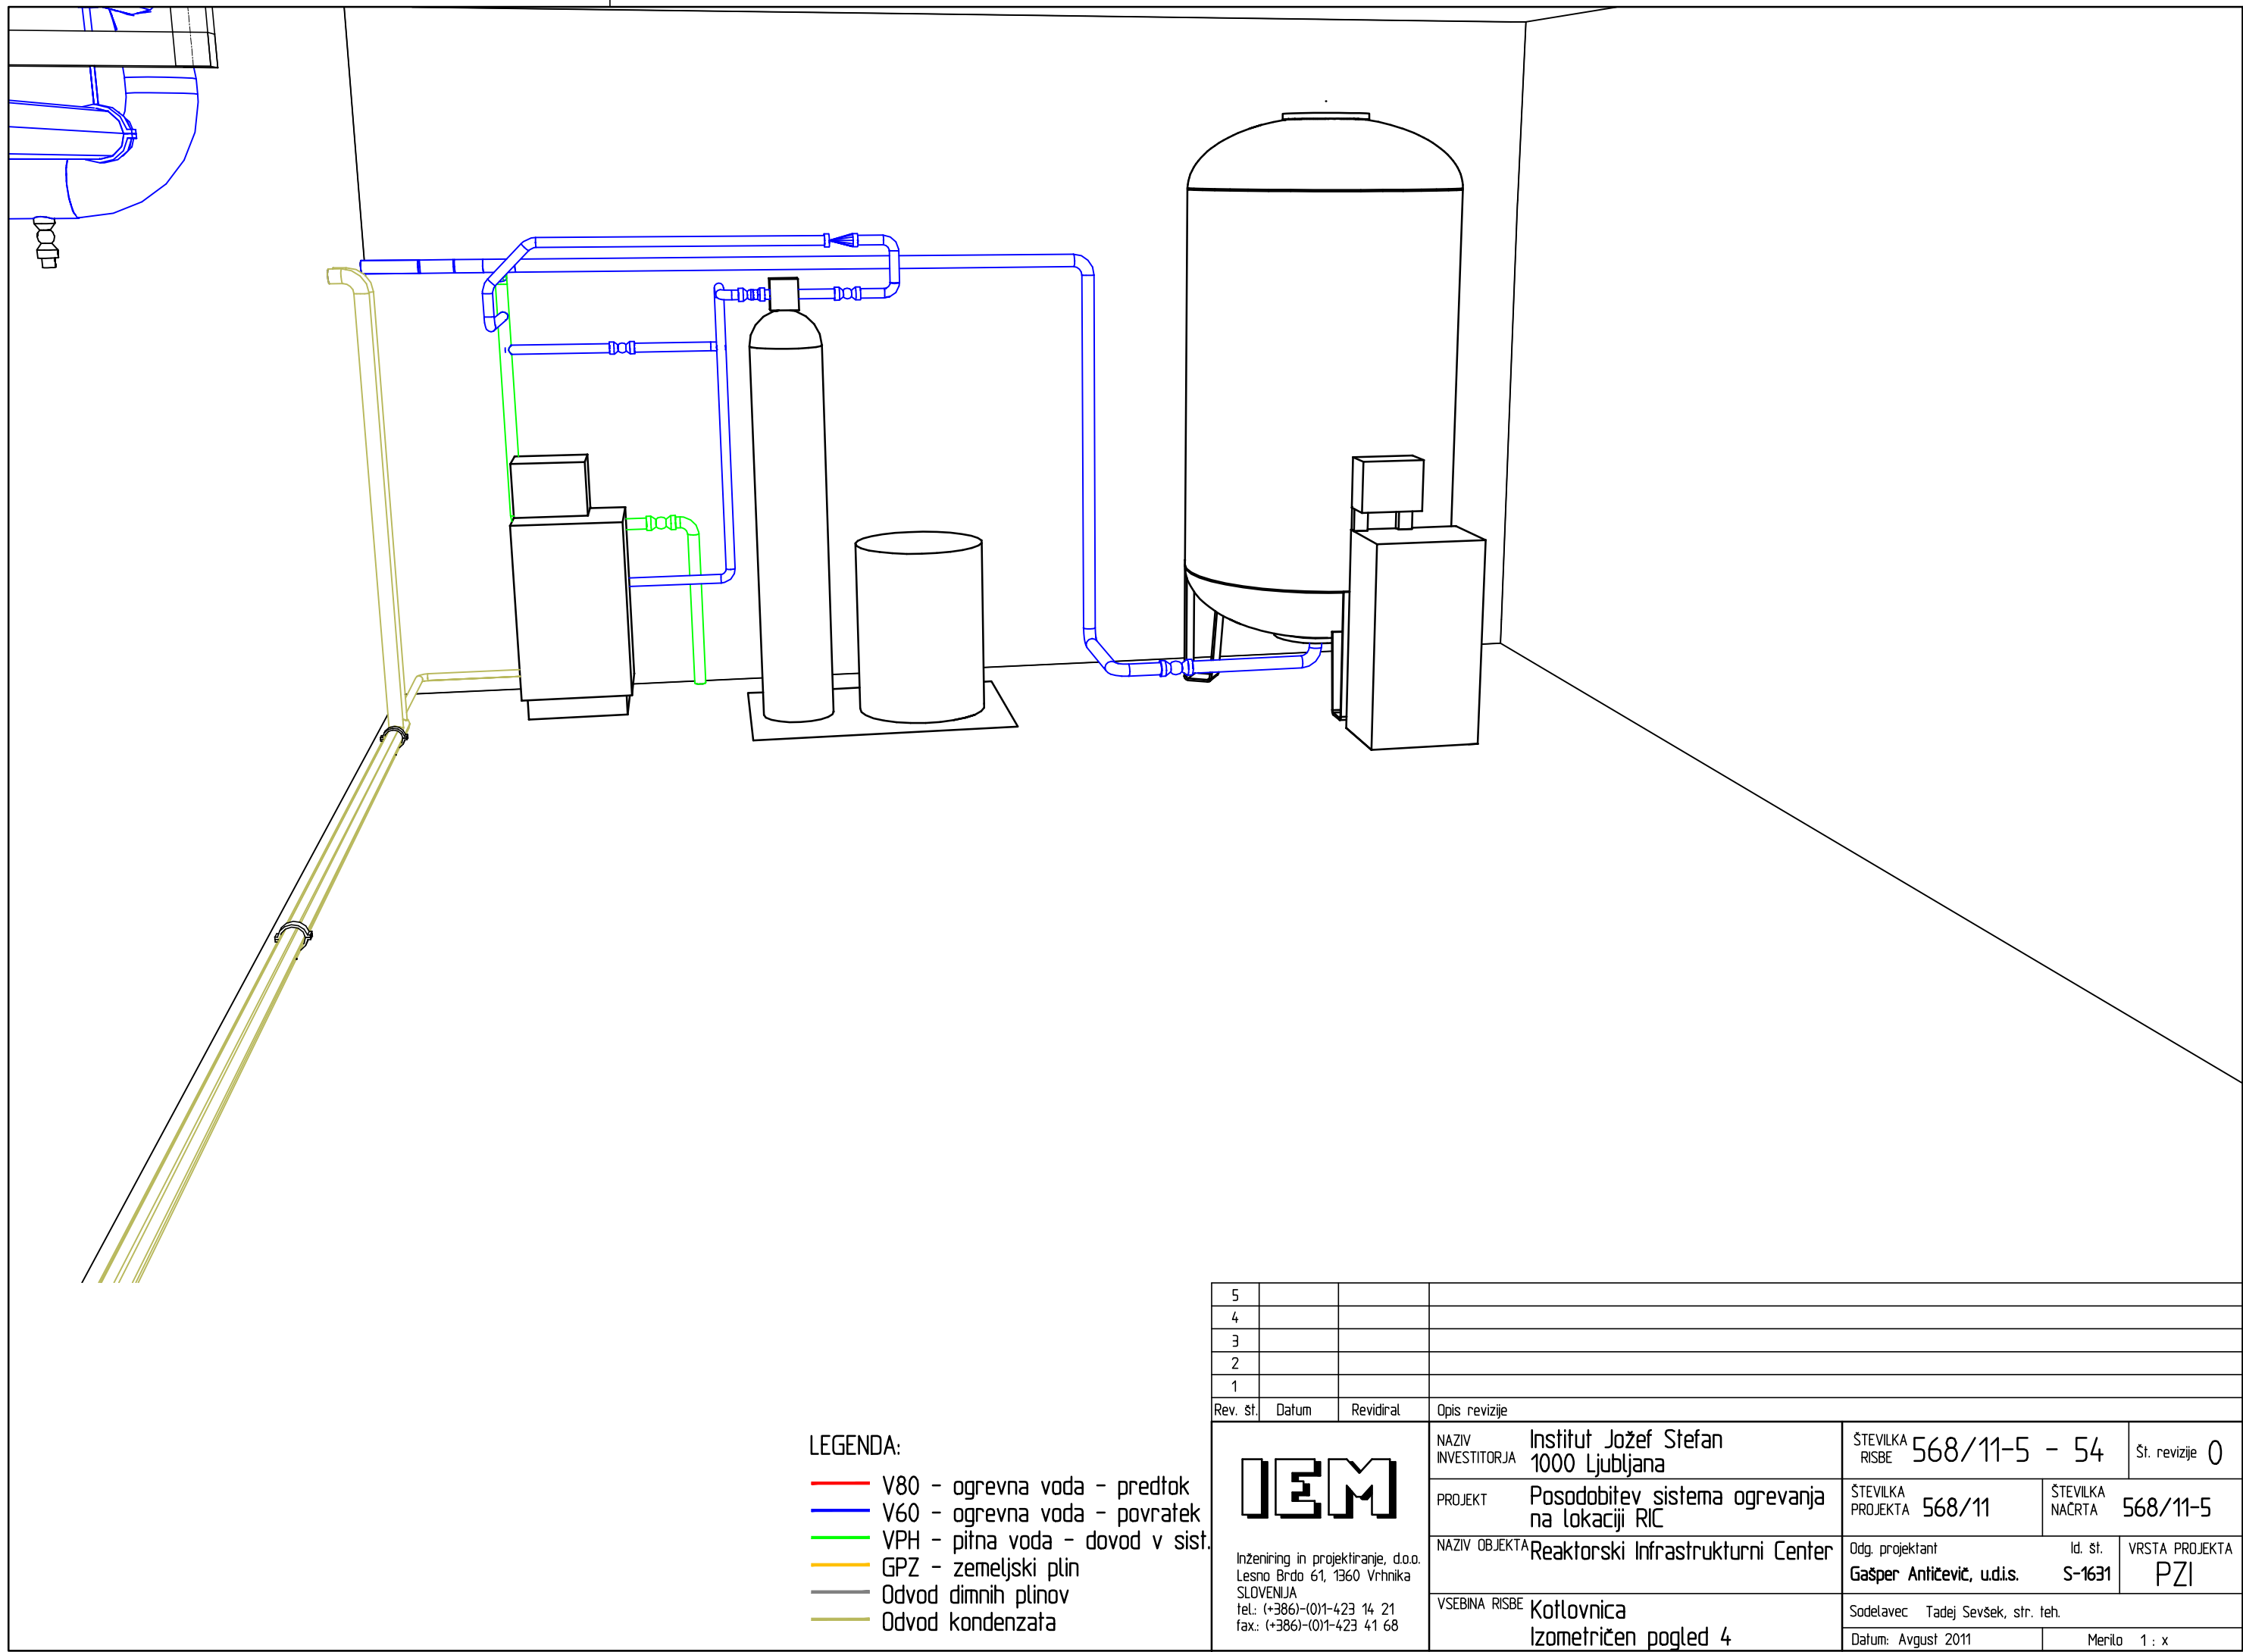 LEGENDA:
V80 - ogrevna voda - predtok
V60 - ogrevna voda - povratek
VPH - pitna voda - dovod v sist.
GPZ - zemeljski plin
Odvod dimnih plinov
Odvod kondenzata
5
4
3
2
1
Rev. št. Datum Revidiral Opis revizije
IEM
Inženiring in projektiranje, d.o.o.
Lesno Brdo 61, 1360 Vrhnika
SLOVENIJA
tel.: (+386)-(0)1-423 14 21
fax.: (+386)-(0)1-423 41 68
NAZIV INVESTITORJA
Institut Jožef Stefan
1000 Ljubljana
ŠTEVILKA RISBE 568/11-5 - 54
Št. revizije 0
PROJEKT
Posodobitev sistema ogrevanja
na lokaciji RIC
ŠTEVILKA PROJEKTA 568/11
ŠTEVILKA NAČRTA 568/11-5
NAZIV OBJEKTA Reaktorski Infrastrukturni Center
Odg. projektant Id. št.
Gašper Antičevič, u.d.i.s. S-1631
VRSTA PROJEKTA
PZI
VSEBINA RISBE
Kotlovnica
Izometričen pogled 4
Sodelavec Tadej Sevšek, str. teh.
Datum: Avgust 2011 Merilo 1 : x